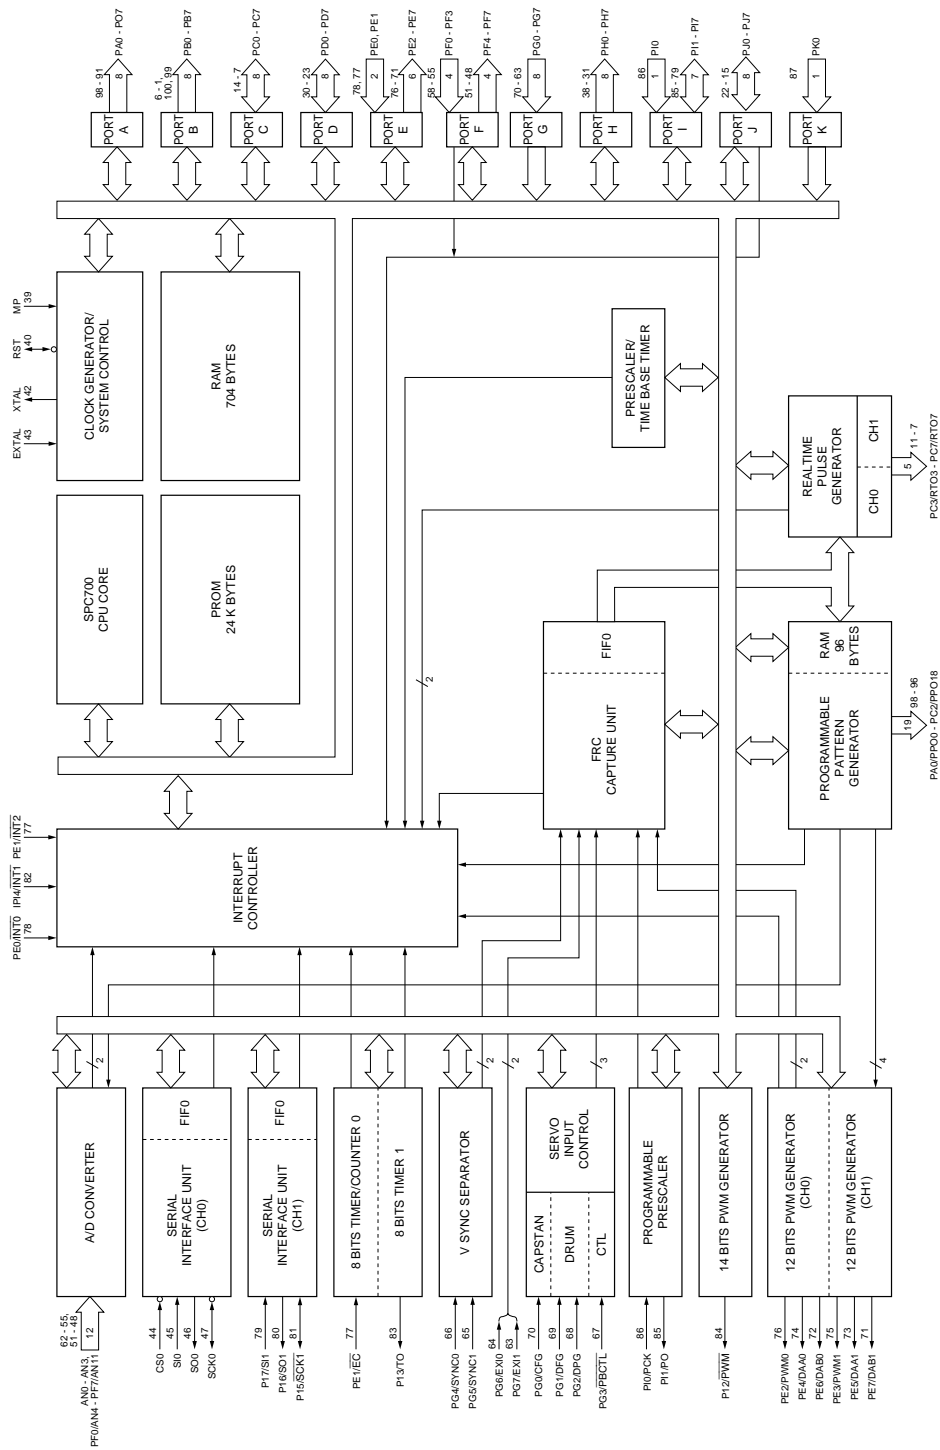 PA0 - PO7
98 - 91
8
PORT
A
PB0 - PB7
6 - 1,
100, 99
8
PORT
B
PC0 - PC7
14 - 7
8
PORT
C
PD0 - PD7
30 - 23
8
PORT
D
PE0, PE1
78, 77
2
PE2 - PE7
76 - 71
6
PORT
E
PF0 - PF3
58 - 55
4
PF4 - PF7
51 - 48
4
PORT
F
PG0 - PG7
70 - 63
8
PORT
G
PH0 - PH7
38 - 31
8
PORT
H
PI0
86
1
PI1 - PI7
85 - 79
7
PORT
I
PJ0 - PJ7
22 - 15
8
PORT
J
PK0
87
1
PORT
K
MP
39
RST
40
XTAL
42
EXTAL
43
CLOCK GENERATOR/
SYSTEM CONTROL
RAM
704 BYTES
SPC700
CPU CORE
PROM
24 K BYTES
PRESCALER/
TIME BASE TIMER
REALTIME
PULSE
GENERATOR
CH0
CH1
5
11 - 7
PC3/RTO3 - PC7/RTO7
2
FRC
CAPTURE UNIT
FIF0
PROGRAMMABLE
PATTERN
GENERATOR
RAM
96
BYTES
19
98 - 96
PA0/PPO0 - PC2/PPO18
PE1/INT2
77
IPI4/INT1
82
PE0/INT0
78
INTERRUPT
CONTROLLER
2
2
2
3
2
4
A/D CONVERTER
AN0 - AN3,
PF0/AN4 - PF7/AN11
62 - 55,
51 - 48
12
SERIAL
INTERFACE UNIT
(CH0)
FIF0
44
CS0
45
SI0
46
SO0
47
SCK0
SERIAL
INTERFACE UNIT
(CH1)
FIF0
79
P17/SI1
80
P16/SO1
81
P15/SCK1
8 BITS TIMER/COUNTER 0
8 BITS TIMER 1
77
PE1/EC
83
P13/TO
V SYNC SEPARATOR
66
PG4/SYNC0
65
PG5/SYNC1
64
PG6/EXI0
63
PG7/EXI1
SERVO
INPUT
CONTROL
CAPSTAN
DRUM
CTL
70
PG0/CFG
69
PG1/DFG
68
PG2/DPG
67
PG3/PBCTL
PROGRAMMABLE
PRESCALER
86
PI0/PCK
85
PI1/PO
14 BITS PWM GENERATOR
84
P12/PWM
12 BITS PWM GENERATOR
(CH0)
12 BITS PWM GENERATOR
(CH1)
76
PE2/PWM0
74
PE4/DAA0
72
PE6/DAB0
75
PE3/PWM1
73
PE5/DAA1
71
PE7/DAB1